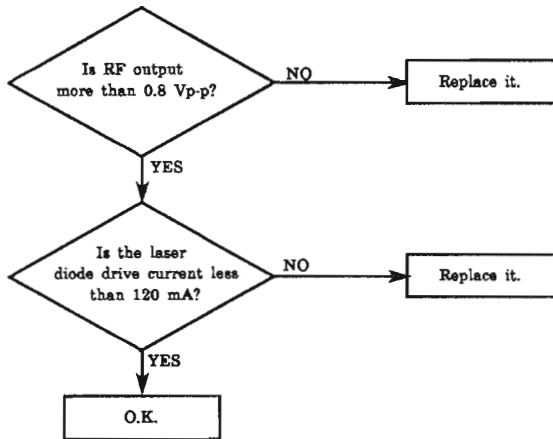 Is RF output
more than 0.8 Vp-p?
NO
Replace it.
YES
Is the laser
diode drive current less
than 120 mA?
NO
Replace it.
YES
O.K.